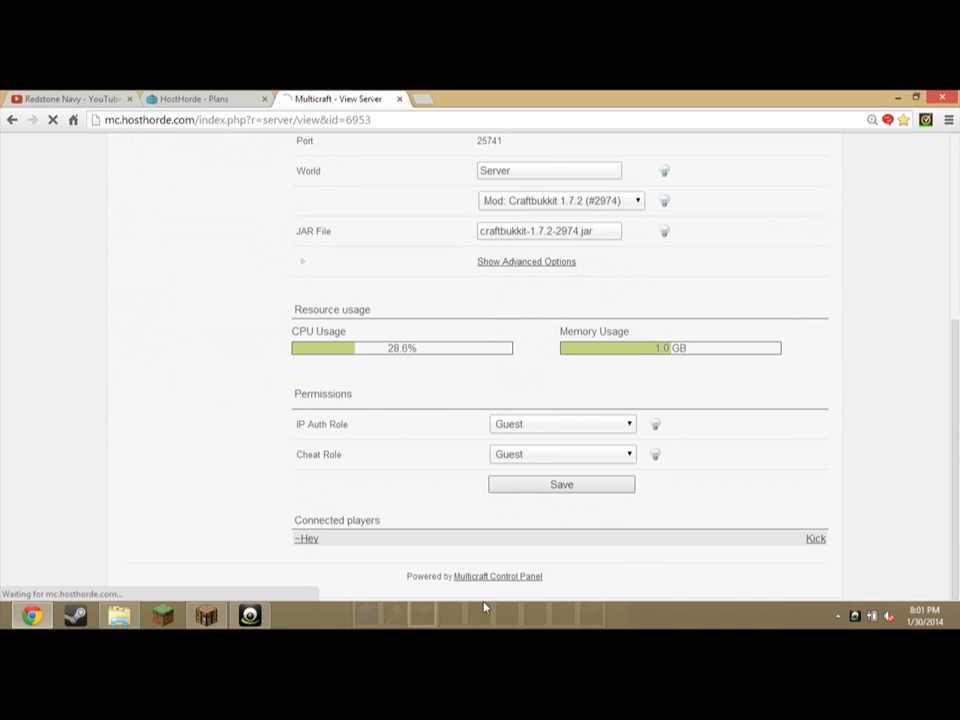 Redstone Navy - YouTube
HostHorde - Plans
Multicraft - View Server
mc.hosthorde.com/index.php?r=server/view&id=6953
Port 25741
World Server
Mod: Craftbukkit 1.7.2 (#2974)
JAR File craftbukkit-1.7.2-2974.jar
Show Advanced Options
Resource usage
CPU Usage Memory Usage
28.6% 1.0 GB
Permissions
IP Auth Role Guest
Cheat Role Guest
Save
Connected players
~Hey Kick
Powered by Multicraft Control Panel
Waiting for mc.hosthorde.com...
8:01 PM
1/30/2014